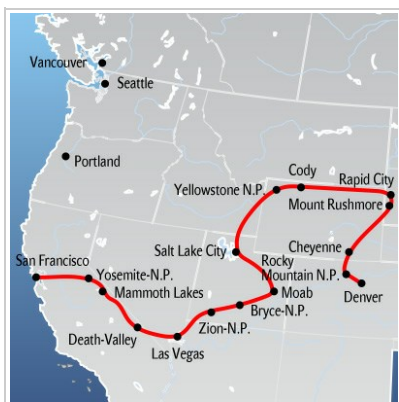 Vancouver
Seattle
Portland
Cody
Yellowstone N.P.
Rapid City
Mount Rushmore
Salt Lake City
Cheyenne
Rocky
Mountain N.P.
San Francisco
Yosemite-N.P.
Mammoth Lakes
Moab
Denver
Bryce-N.P.
Zion-N.P.
Death-Valley
Las Vegas